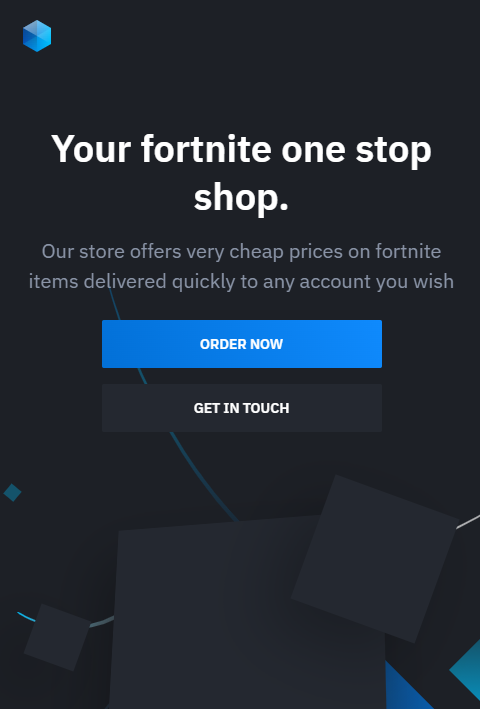 Your fortnite one stop
shop.
Our store offers very cheap prices on fortnite
items delivered quickly to any account you wish
ORDER NOW
GET IN TOUCH